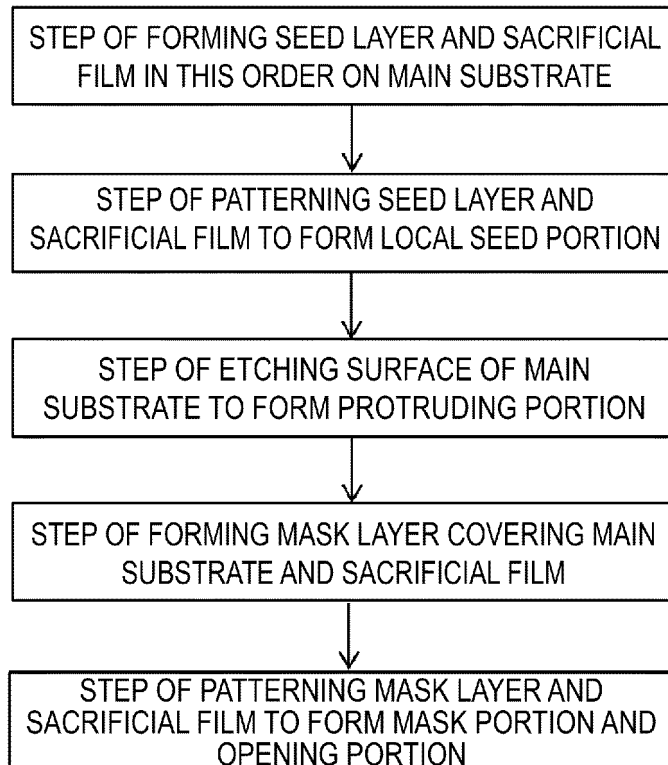 STEP OF FORMING SEED LAYER AND SACRIFICIAL
FILM IN THIS ORDER ON MAIN SUBSTRATE
STEP OF PATTERNING SEED LAYER AND
SACRIFICIAL FILM TO FORM LOCAL SEED PORTION
STEP OF ETCHING SURFACE OF MAIN
SUBSTRATE TO FORM PROTRUDING PORTION
STEP OF FORMING MASK LAYER COVERING MAIN
SUBSTRATE AND SACRIFICIAL FILM
STEP OF PATTERNING MASK LAYER AND
SACRIFICIAL FILM TO FORM MASK PORTION AND
OPENING PORTION